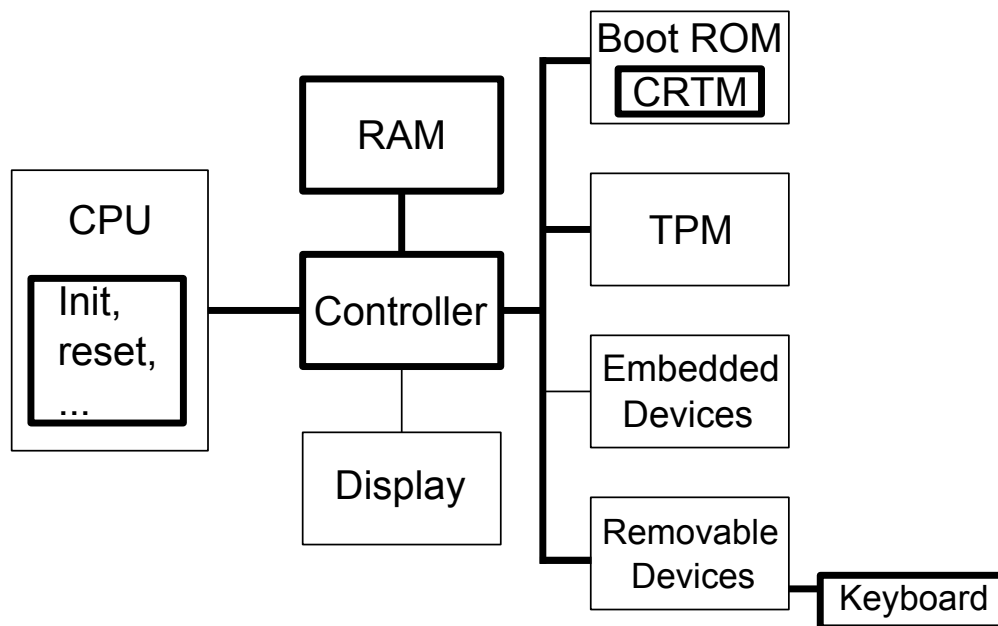 Boot ROM
CRTM
RAM
CPU
Init,
reset,
...
Controller
TPM
Embedded
Devices
Display
Removable
Devices
Keyboard